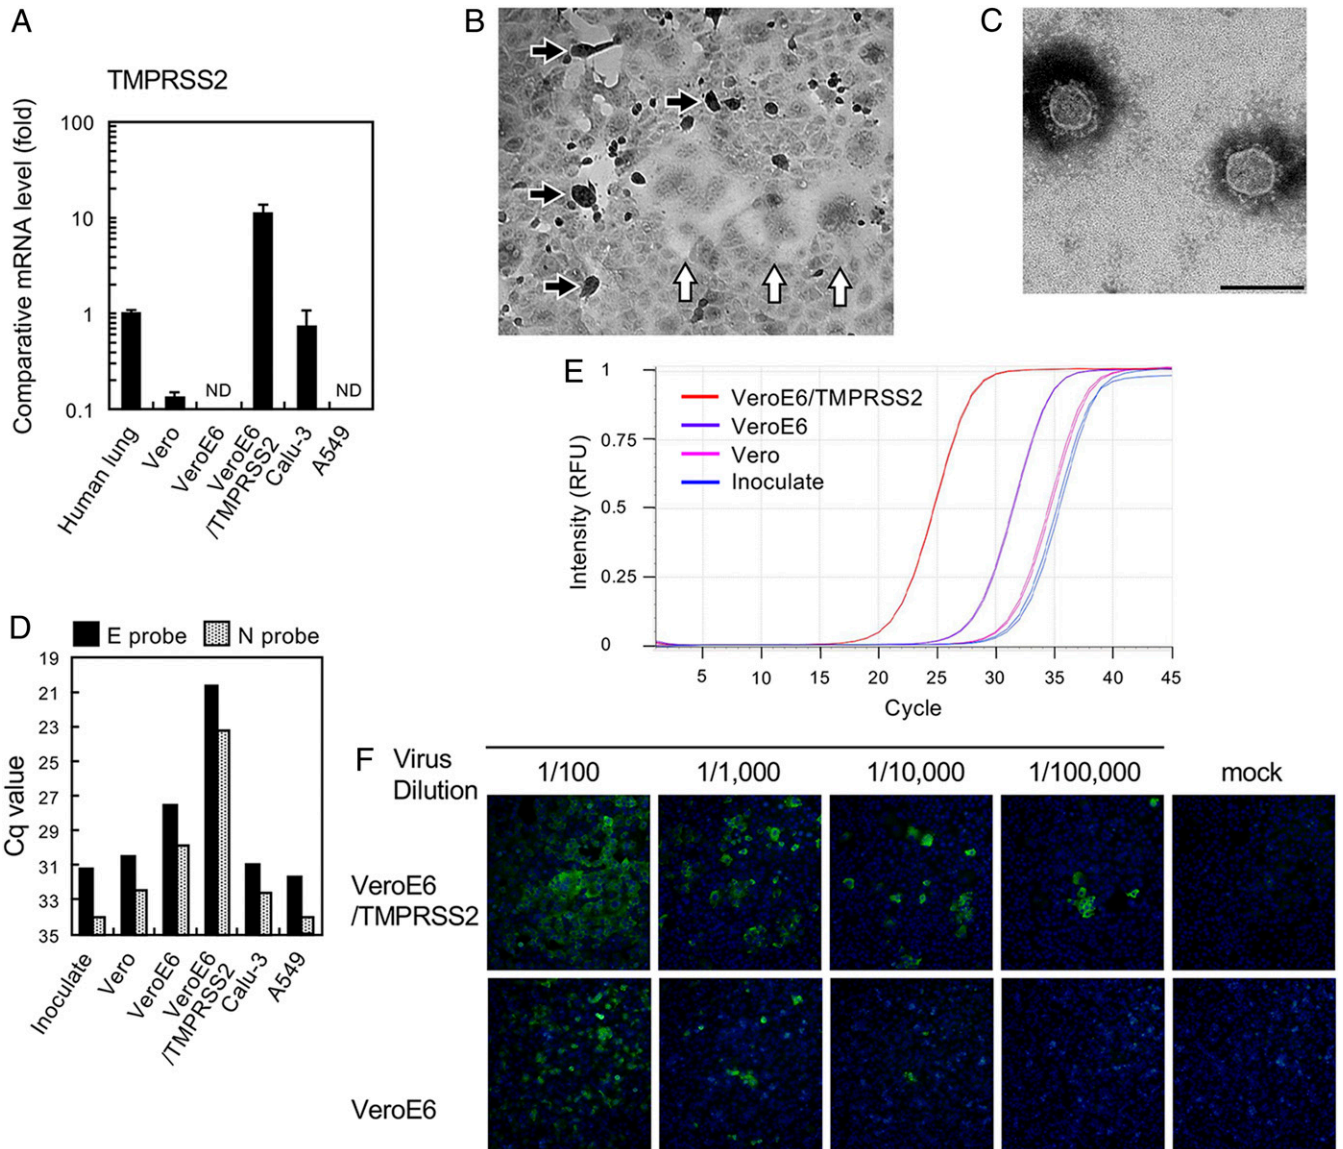 A
TMPRSS2
Comparative mRNA level (fold)
100
10
1
0.1
ND
ND
Human lung
Vero
VeroE6
VeroE6
/TMPRSS2
Calu-3
A549
B
C
D
E probe
N probe
Cq value
19
21
23
25
27
29
31
33
35
Inoculate
Vero
VeroE6
VeroE6
/TMPRSS2
Calu-3
A549
E
Intensity (RFU)
1
0.75
0.5
0.25
0
VeroE6/TMPRSS2
VeroE6
Vero
Inoculate
5 10 15 20 25 30 35 40 45
Cycle
F
Virus
Dilution
1/100 1/1,000 1/10,000 1/100,000 mock
VeroE6
/TMPRSS2
VeroE6